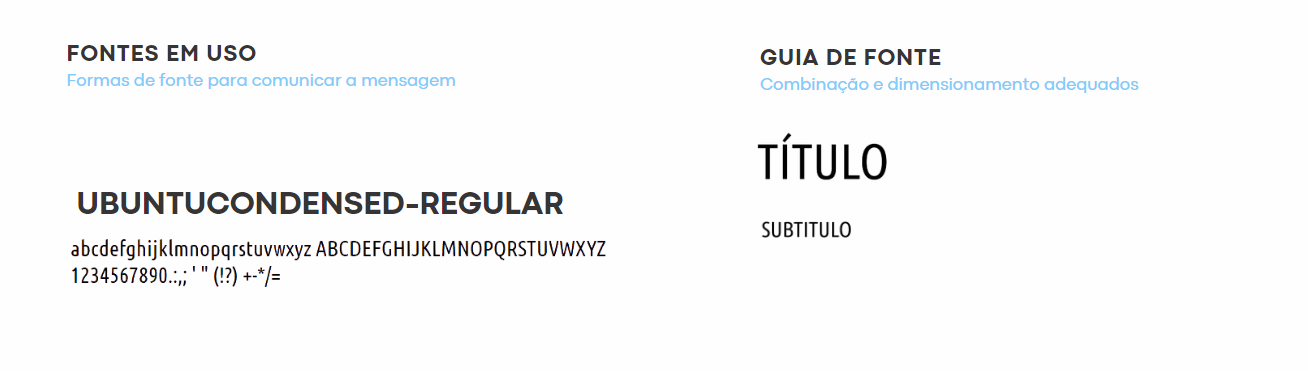 FONTES EM USO
Formas de fonte para comunicar a mensagem
UBUNTUCONDENSED-REGULAR
abcdefghijklmnopqrstuvwxyz ABCDEFGHIJKLMNOPQRSTUVWXYZ
1234567890.:,; ' " (!?) +-*/=
GUIA DE FONTE
Combinação e dimensionamento adequados
TÍTULO
SUBTITULO